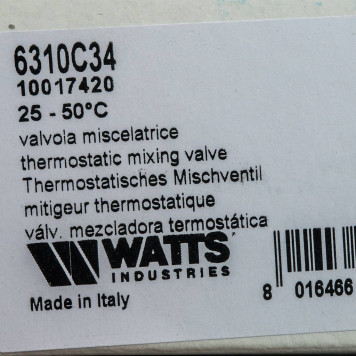 6310C34
10017420
25 - 50°C
valvola miscelatrice
thermostatic mixing valve
Thermostatisches Mischventil
mitigeur thermostatique
válv. mezcladora termostática
WATTS
INDUSTRIES
Made in Italy
8 016466